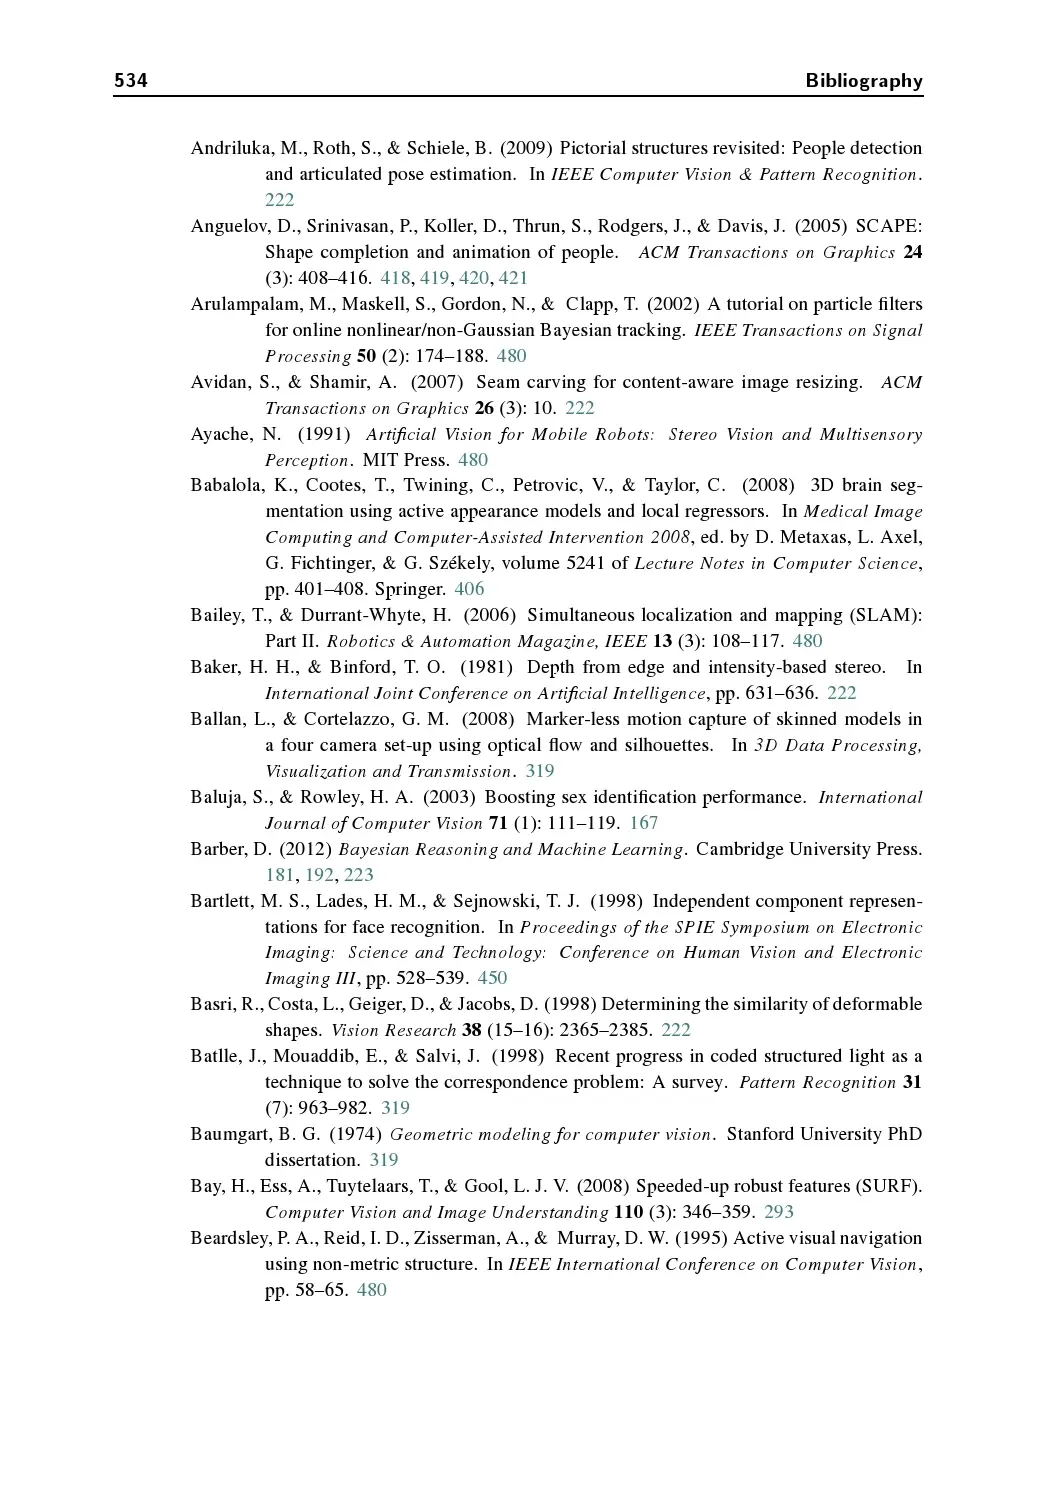 534 Bibliography
Andriluka, M., Roth, S., & Schiele, B. (2009) Pictorial structures revisited: People detection
and articulated pose estimation. In IEEE Computer Vision & Pattern Recognition.
222
Anguelov, D., Srinivasan, P., Koller, D., Thrun, S., Rodgers, J., & Davis, J. (2005) SCAPE:
Shape completion and animation of people. ACM Transactions on Graphics 24
(3): 408–416. 418, 419, 420, 421
Arulampalam, M., Maskell, S., Gordon, N., & Clapp, T. (2002) A tutorial on particle filters
for online nonlinear/non-Gaussian Bayesian tracking. IEEE Transactions on Signal
Processing 50 (2): 174–188. 480
Avidan, S., & Shamir, A. (2007) Seam carving for content-aware image resizing. ACM
Transactions on Graphics 26 (3): 10. 222
Ayache, N. (1991) Artificial Vision for Mobile Robots: Stereo Vision and Multisensory
Perception. MIT Press. 480
Babalola, K., Cootes, T., Twining, C., Petrovic, V., & Taylor, C. (2008) 3D brain seg-
mentation using active appearance models and local regressors. In Medical Image
Computing and Computer-Assisted Intervention 2008, ed. by D. Metaxas, L. Axel,
G. Fichtinger, & G. Székely, volume 5241 of Lecture Notes in Computer Science,
pp. 401–408. Springer. 406
Bailey, T., & Durrant-Whyte, H. (2006) Simultaneous localization and mapping (SLAM):
Part II. Robotics & Automation Magazine, IEEE 13 (3): 108–117. 480
Baker, H. H., & Binford, T. O. (1981) Depth from edge and intensity-based stereo. In
International Joint Conference on Artificial Intelligence, pp. 631–636. 222
Ballan, L., & Cortelazzo, G. M. (2008) Marker-less motion capture of skinned models in
a four camera set-up using optical flow and silhouettes. In 3D Data Processing,
Visualization and Transmission. 319
Baluja, S., & Rowley, H. A. (2003) Boosting sex identification performance. International
Journal of Computer Vision 71 (1): 111–119. 167
Barber, D. (2012) Bayesian Reasoning and Machine Learning. Cambridge University Press.
181, 192, 223
Bartlett, M. S., Lades, H. M., & Sejnowski, T. J. (1998) Independent component represen-
tations for face recognition. In Proceedings of the SPIE Symposium on Electronic
Imaging: Science and Technology: Conference on Human Vision and Electronic
Imaging III, pp. 528–539. 450
Basri, R., Costa, L., Geiger, D., & Jacobs, D. (1998) Determining the similarity of deformable
shapes. Vision Research 38 (15–16): 2365–2385. 222
Batlle, J., Mouaddib, E., & Salvi, J. (1998) Recent progress in coded structured light as a
technique to solve the correspondence problem: A survey. Pattern Recognition 31
(7): 963–982. 319
Baumgart, B. G. (1974) Geometric modeling for computer vision. Stanford University PhD
dissertation. 319
Bay, H., Ess, A., Tuytelaars, T., & Gool, L. J. V. (2008) Speeded-up robust features (SURF).
Computer Vision and Image Understanding 110 (3): 346–359. 293
Beardsley, P. A., Reid, I. D., Zisserman, A., & Murray, D. W. (1995) Active visual navigation
using non-metric structure. In IEEE International Conference on Computer Vision,
pp. 58–65. 480